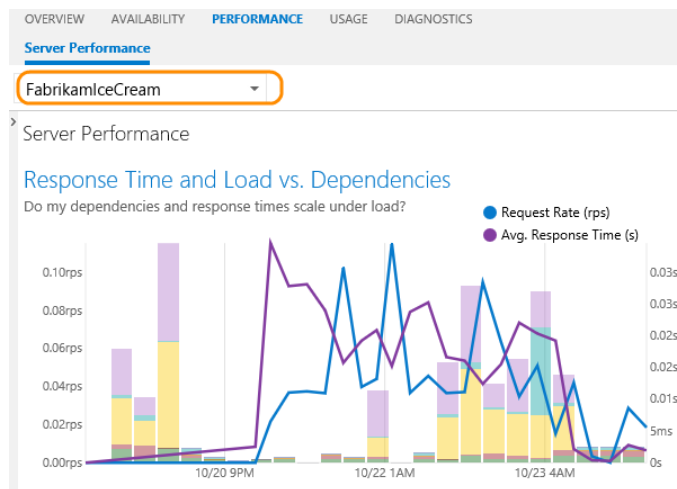 OVERVIEW AVAILABILITY PERFORMANCE USAGE DIAGNOSTICS
Server Performance
FabrikamIceCream
Server Performance
Response Time and Load vs. Dependencies
Do my dependencies and response times scale under load?
Request Rate (rps)
Avg. Response Time (s)
0.10rps 0.03s
0.08rps 0.03s
0.06rps 0.02s
0.04rps 0.02s
0.01s
0.02rps 5ms
0.00rps 0s
10/20 9PM 10/22 1AM 10/23 4AM